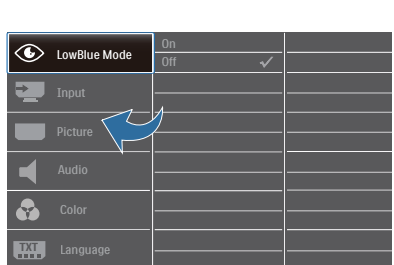 LowBlue Mode
On
Off
Input
Picture
Audio
Color
TXT
Language